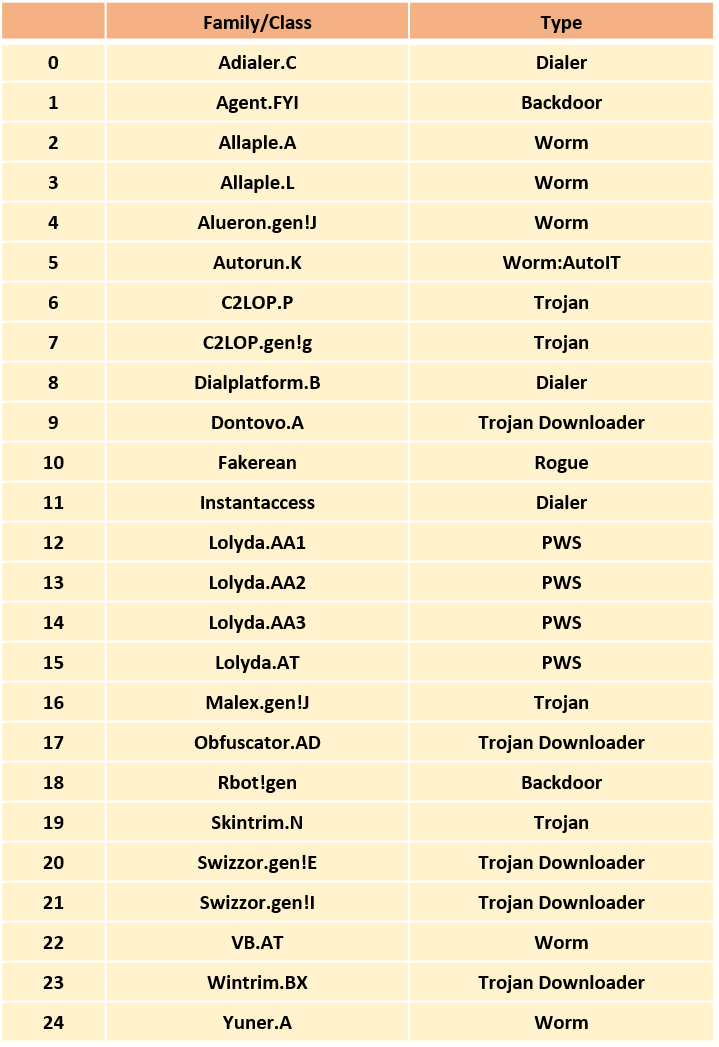 Family/Class Type
0 Adialer.C Dialer
1 Agent.FYI Backdoor
2 Allaple.A Worm
3 Allaple.L Worm
4 Alueron.gen!J Worm
5 Autorun.K Worm:AutoIT
6 C2LOP.P Trojan
7 C2LOP.gen!g Trojan
8 Dialplatform.B Dialer
9 Dontovo.A Trojan Downloader
10 Fakerean Rogue
11 Instantaccess Dialer
12 Lolyda.AA1 PWS
13 Lolyda.AA2 PWS
14 Lolyda.AA3 PWS
15 Lolyda.AT PWS
16 Malex.gen!J Trojan
17 Obfuscator.AD Trojan Downloader
18 Rbot!gen Backdoor
19 Skintrim.N Trojan
20 Swizzor.gen!E Trojan Downloader
21 Swizzor.gen!I Trojan Downloader
22 VB.AT Worm
23 Wintrim.BX Trojan Downloader
24 Yuner.A Worm